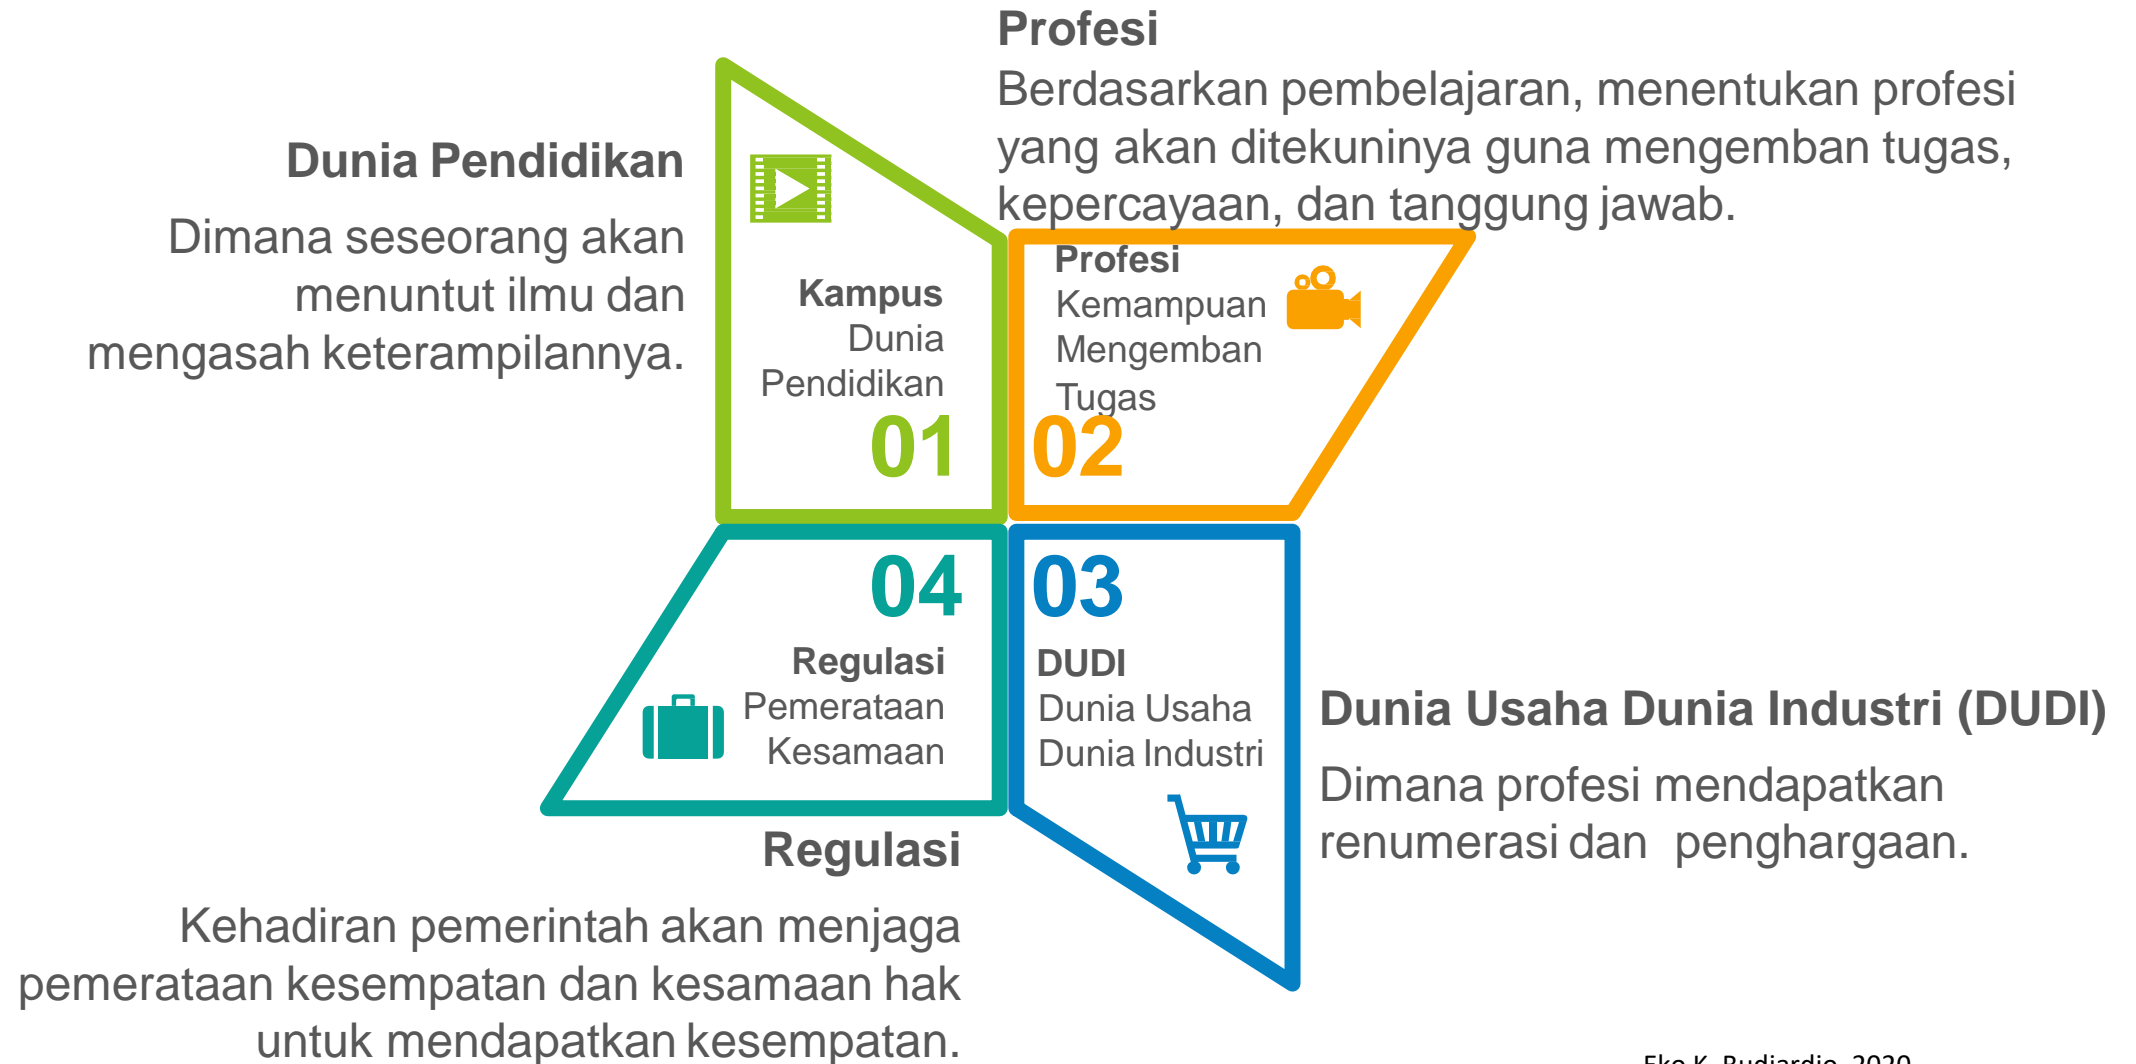 Profesi
Berdasarkan pembelajaran, menentukan profesi
yang akan ditekuninya guna mengemban tugas,
kepercayaan, dan tanggung jawab.
Dunia Pendidikan
Dimana seseorang akan
menuntut ilmu dan
mengasah keterampilannya.
Kampus
Dunia
Pendidikan
01
Profesi
Kemampuan
Mengemban
Tugas
02
04
Regulasi
Pemerataan
Kesamaan
03
DUDI
Dunia Usaha
Dunia Industri
Dunia Usaha Dunia Industri (DUDI)
Dimana profesi mendapatkan
renumerasi dan penghargaan.
Regulasi
Kehadiran pemerintah akan menjaga
pemerataan kesempatan dan kesamaan hak
untuk mendapatkan kesempatan.
Eko K. Budiardjo, 2020